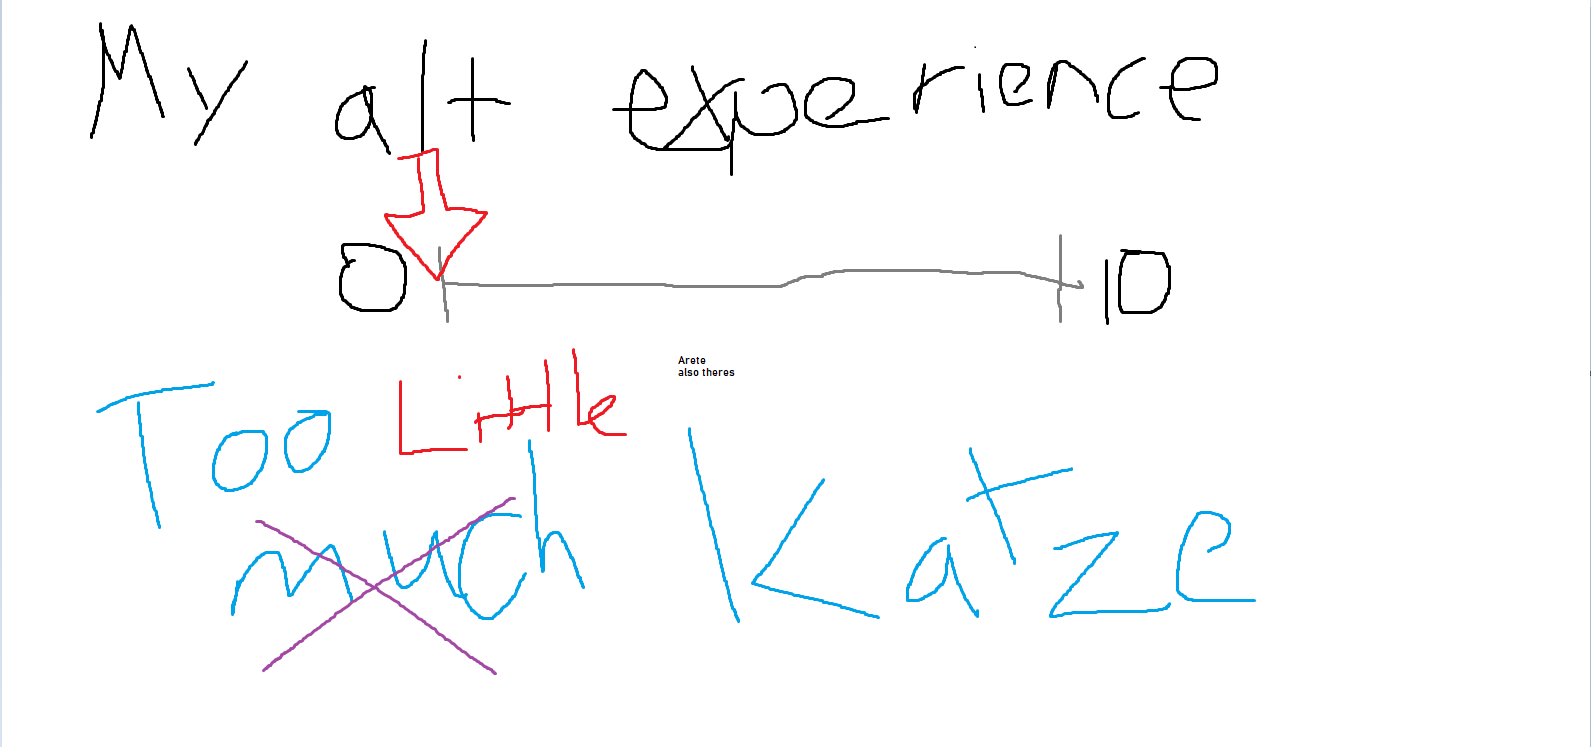 My alt experience
0 10
Arete
also theres
Too Little
much Katze